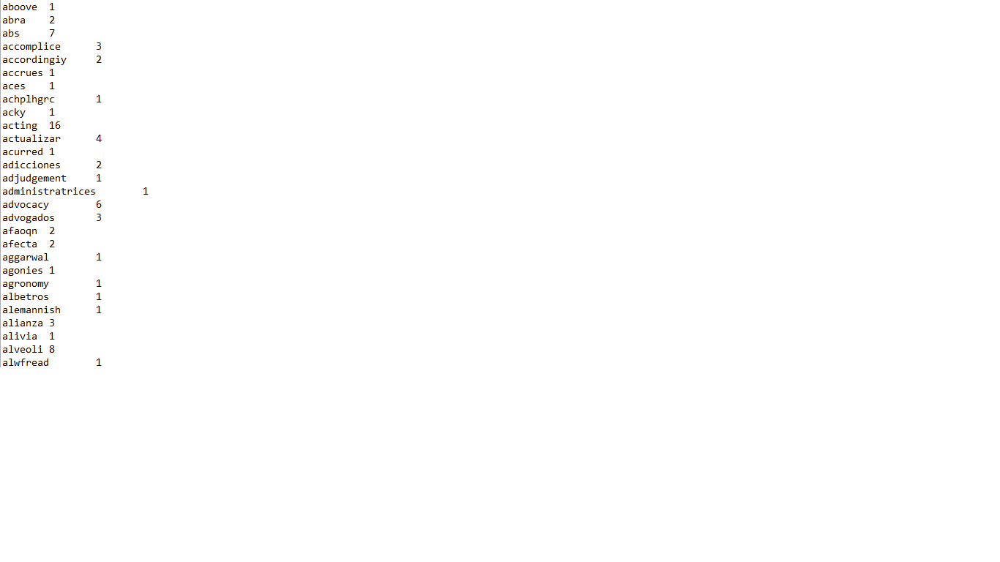 aboove	1
abra	2
abs	7
accomplice	3
accordingiy	2
accrues	1
aces	1
achplhgrc	1
acky	1
acting	16
actualizar	4
acurred	1
adicciones	2
adjudgement	1
administratrices	1
advocacy	6
advogados	3
afaoqn	2
afecta	2
aggarwal	1
agonies	1
agronomy	1
albetros	1
alemannish	1
alianza	3
alivia	1
alveoli	8
alwfread	1